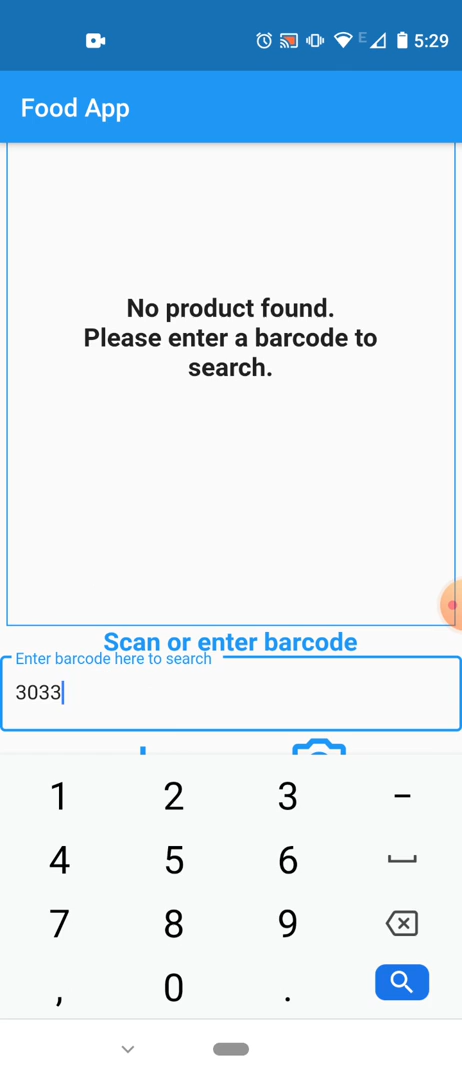 E 5:29
Food App
No product found.
Please enter a barcode to
search.
Scan or enter barcode
Enter barcode here to search
3033
1 2 3 –
4 5 6
7 8 9
, 0 .